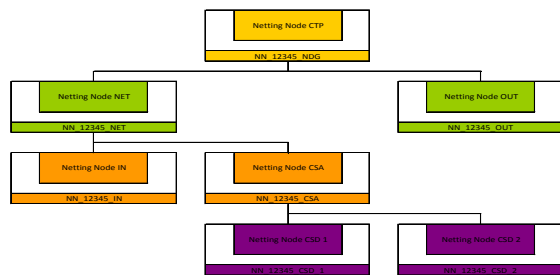 Netting Node CTP
NN_12345_NDG
Netting Node NET
Netting Node OUT
NN_12345_NET
NN_12345_OUT
Netting Node IN
Netting Node CSA
NN_12345_IN
NN_12345_CSA
Netting Node CSD 1
Netting Node CSD 2
NN_12345_CSD_1
NN_12345_CSD_2